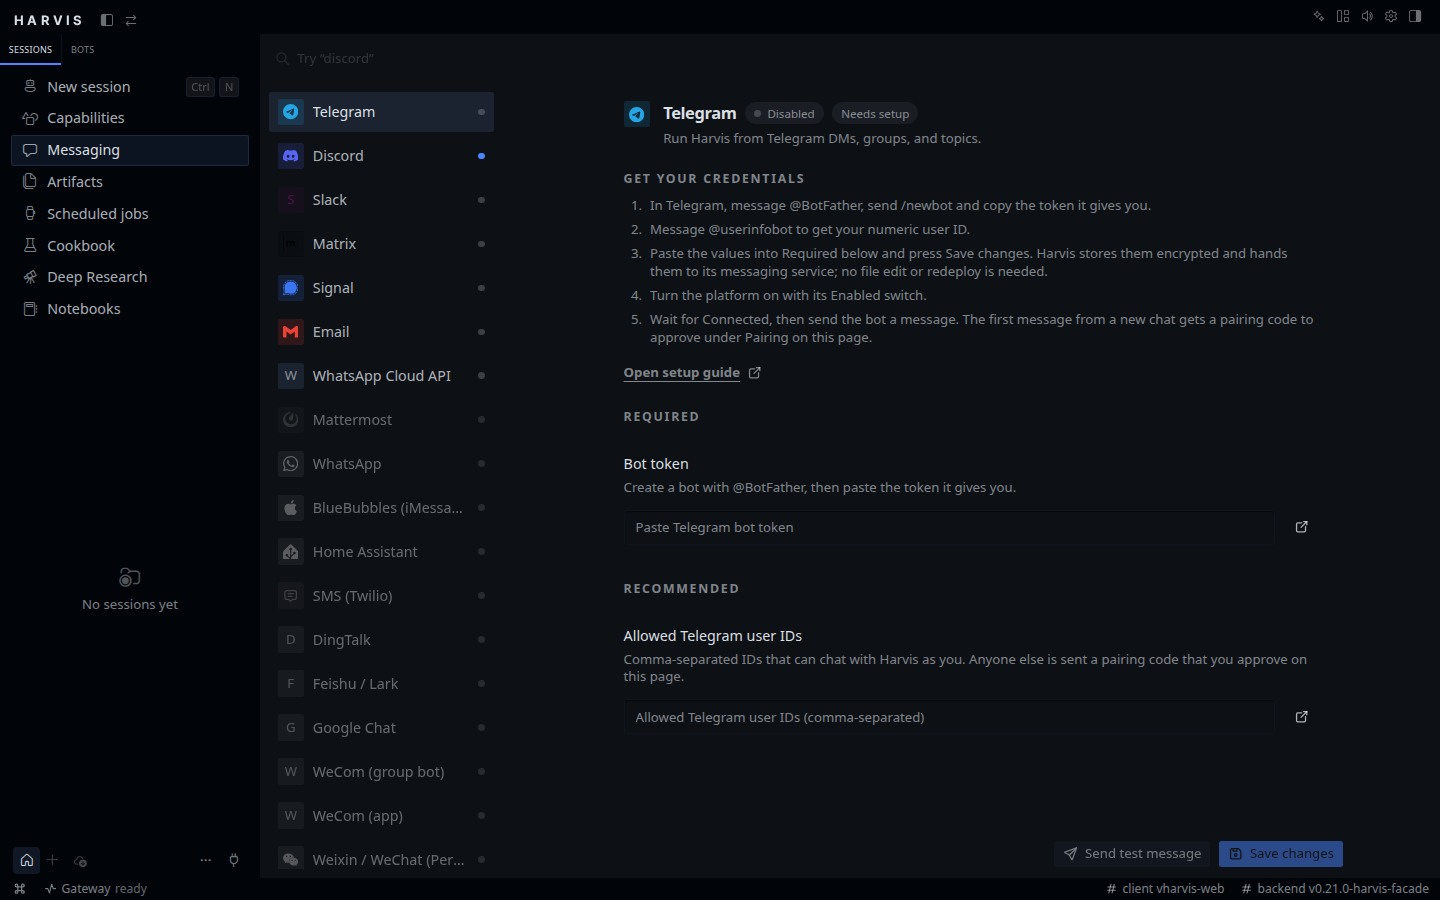 HARVIS
SESSIONS
BOTS
New session
Ctrl
N
Capabilities
Messaging
Artifacts
Scheduled jobs
Cookbook
Deep Research
Notebooks
No sessions yet
Try “discord”
Telegram
Discord
S
Slack
m
Matrix
Signal
Email
W
WhatsApp Cloud API
Mattermost
WhatsApp
BlueBubbles (iMessa...
Home Assistant
SMS (Twilio)
D
DingTalk
F
Feishu / Lark
G
Google Chat
W
WeCom (group bot)
W
WeCom (app)
Weixin / WeChat (Per...
Telegram
Disabled
Needs setup
Run Harvis from Telegram DMs, groups, and topics.
GET YOUR CREDENTIALS
1. In Telegram, message @BotFather, send /newbot and copy the token it gives you.
2. Message @userinfobot to get your numeric user ID.
3. Paste the values into Required below and press Save changes. Harvis stores them encrypted and hands
them to its messaging service; no file edit or redeploy is needed.
4. Turn the platform on with its Enabled switch.
5. Wait for Connected, then send the bot a message. The first message from a new chat gets a pairing code to
approve under Pairing on this page.
Open setup guide
REQUIRED
Bot token
Create a bot with @BotFather, then paste the token it gives you.
Paste Telegram bot token
RECOMMENDED
Allowed Telegram user IDs
Comma-separated IDs that can chat with Harvis as you. Anyone else is sent a pairing code that you approve on
this page.
Allowed Telegram user IDs (comma-separated)
Send test message
Save changes
Gateway ready
client vharvis-web
backend v0.21.0-harvis-facade